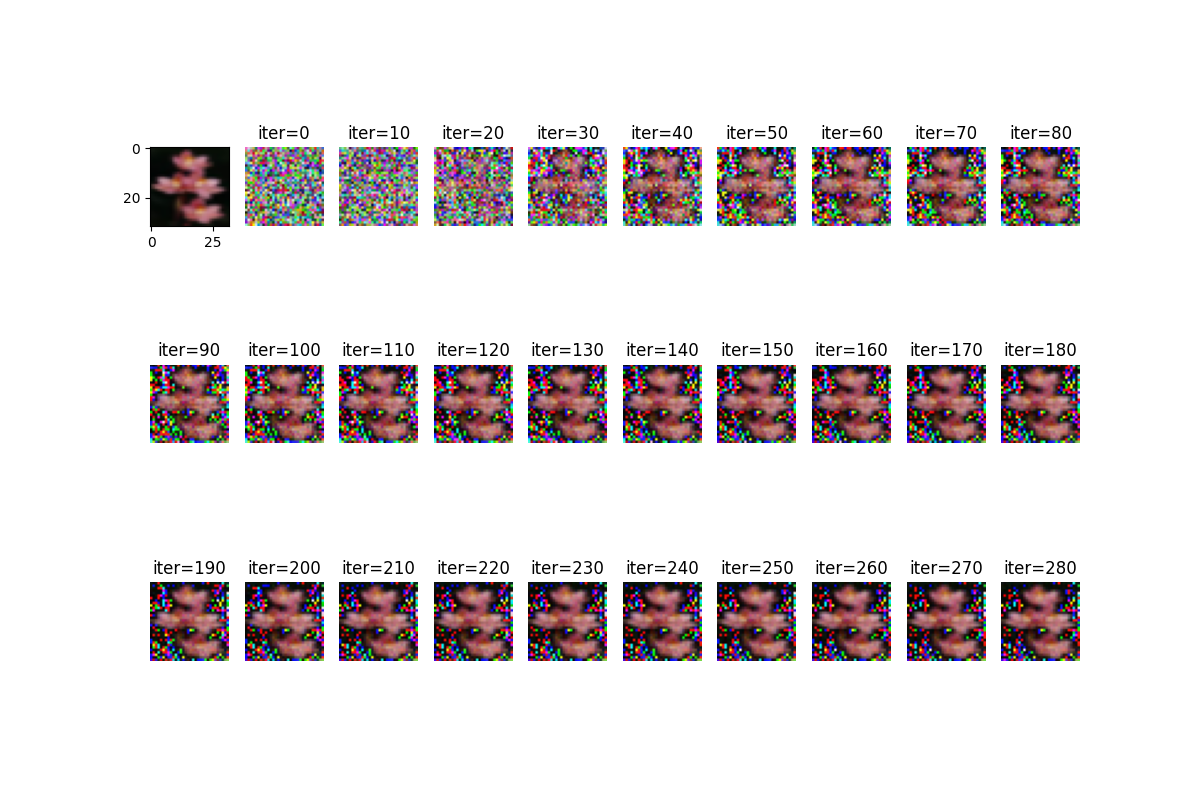 iter=0 iter=10 iter=20 iter=30 iter=40 iter=50 iter=60 iter=70 iter=80
0
20
0 25
iter=90 iter=100 iter=110 iter=120 iter=130 iter=140 iter=150 iter=160 iter=170 iter=180
iter=190 iter=200 iter=210 iter=220 iter=230 iter=240 iter=250 iter=260 iter=270 iter=280